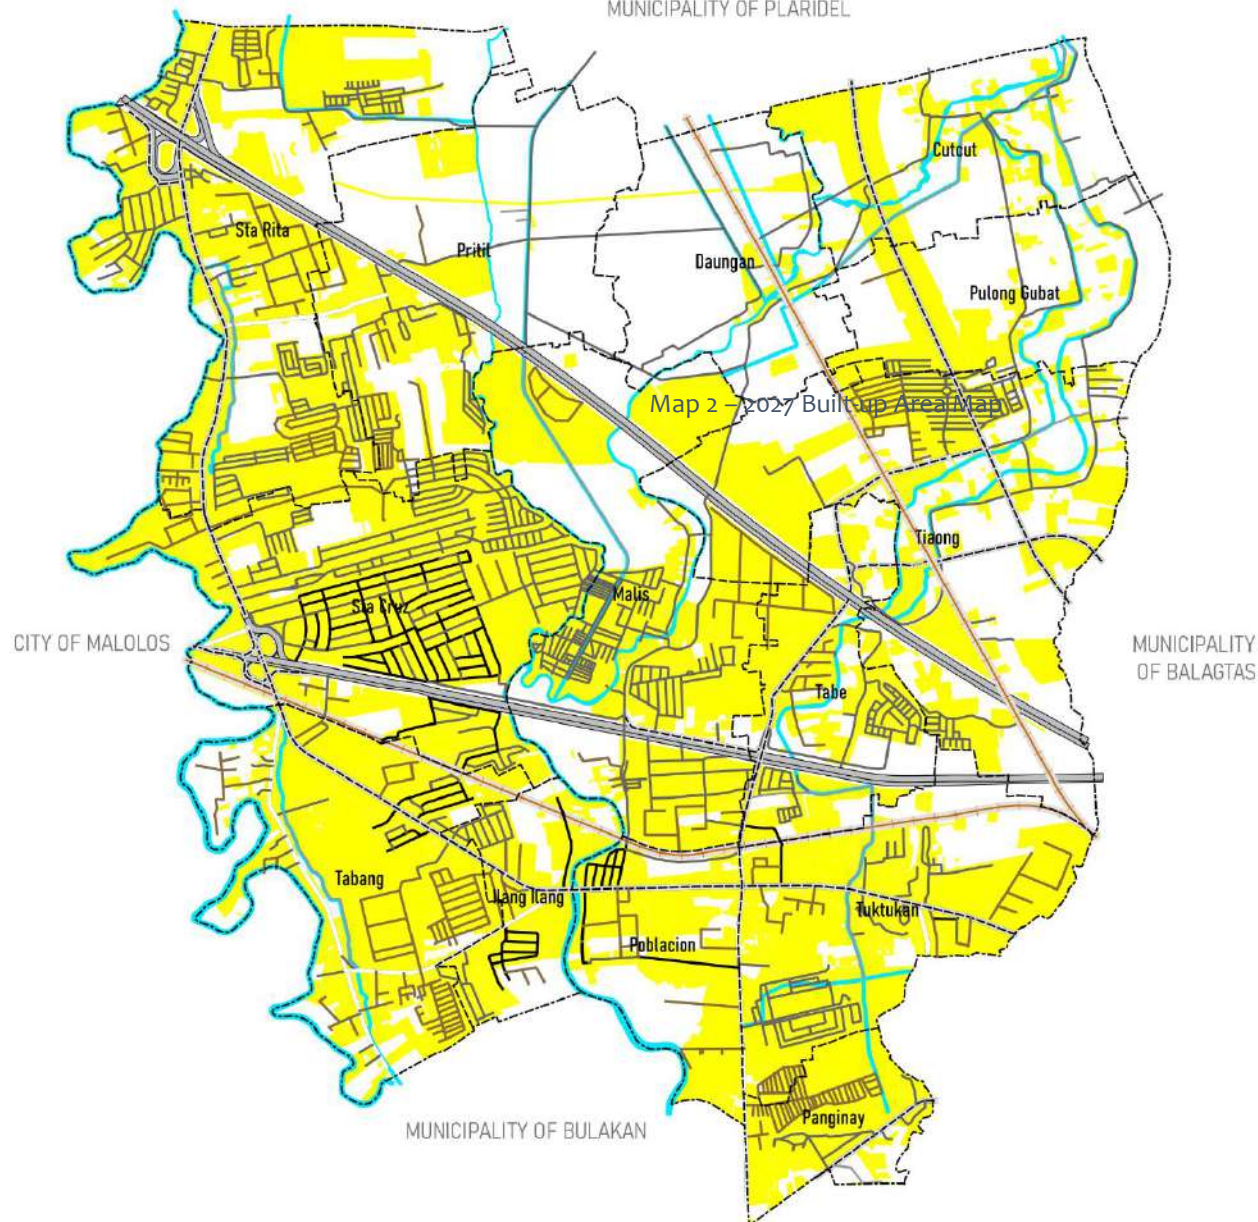 MUNICIPALITY OF PLARIDEL
Cutcut
Sta Rita
Pritil
Daungan
Pulong Gubat
Map 2 – 2027 Built-up Area Map
Tiaong
Malis
Sta Cruz
CITY OF MALOLOS
MUNICIPALITY
OF BALAGTAS
Tabe
Tabang
Ilang Ilang
Tuktukan
Poblacion
Panginay
MUNICIPALITY OF BULAKAN